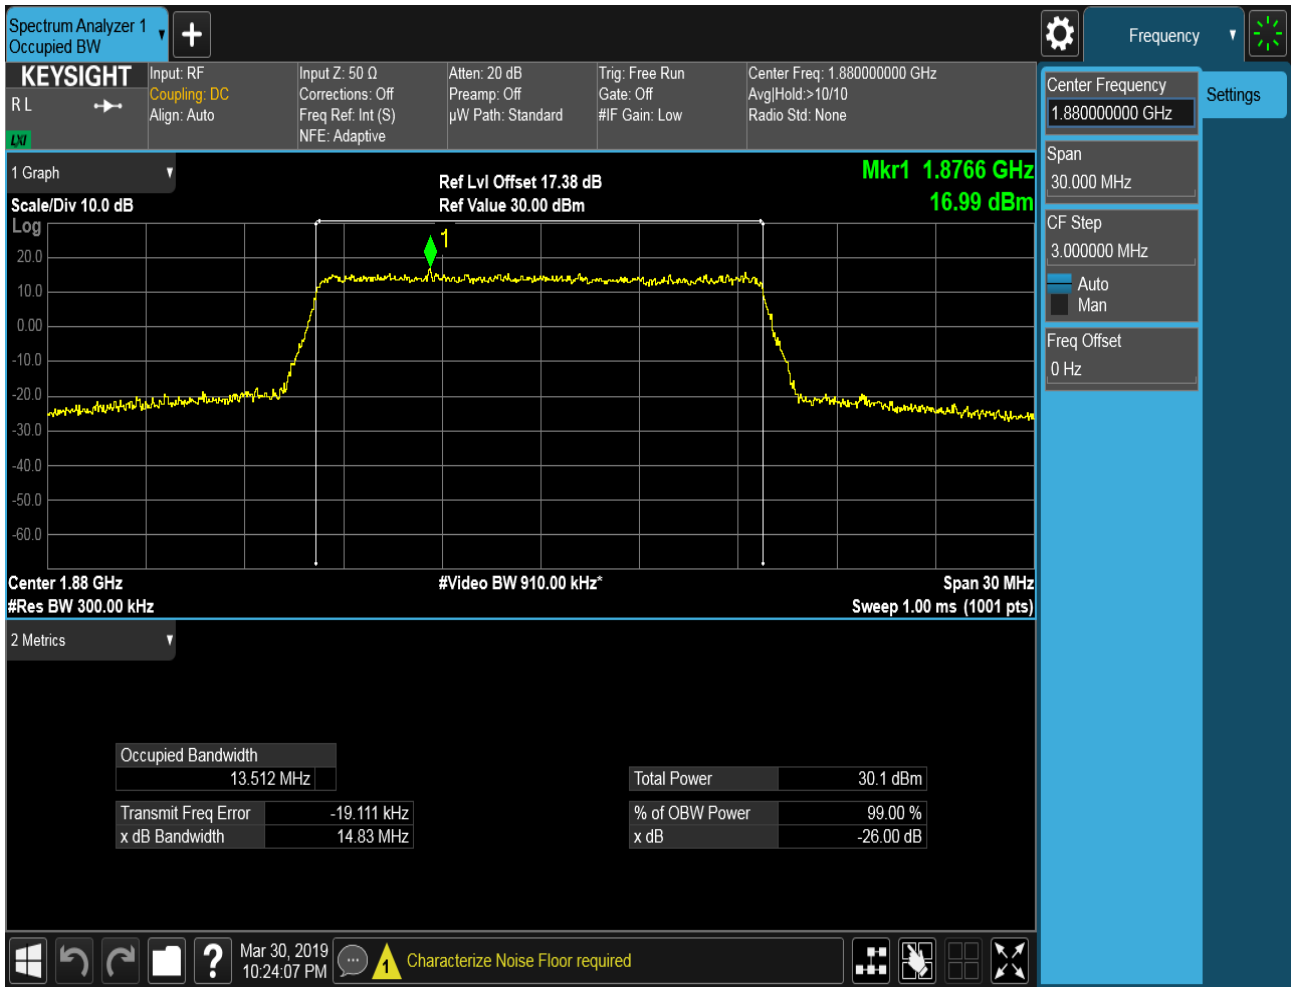 Spectrum Analyzer 1
Occupied BW
Frequency
KEYSIGHT
R L
LXI
Input: RF
Coupling: DC
Align: Auto
Input Z: 50 Ω
Corrections: Off
Freq Ref: Int (S)
NFE: Adaptive
Atten: 20 dB
Preamp: Off
µW Path: Standard
Trig: Free Run
Gate: Off
#IF Gain: Low
Center Freq: 1.880000000 GHz
Avg|Hold:>10/10
Radio Std: None
Center Frequency
1.880000000 GHz
Settings
Span
30.000 MHz
CF Step
3.000000 MHz
Auto
Man
Freq Offset
0 Hz
1 Graph
Scale/Div 10.0 dB
Ref Lvl Offset 17.38 dB
Ref Value 30.00 dBm
Mkr1 1.8766 GHz
16.99 dBm
Log
1
20.0
10.0
0.00
-10.0
-20.0
-30.0
-40.0
-50.0
-60.0
Center 1.88 GHz
#Res BW 300.00 kHz
#Video BW 910.00 kHz*
Span 30 MHz
Sweep 1.00 ms (1001 pts)
2 Metrics
Occupied Bandwidth
13.512 MHz
Transmit Freq Error -19.111 kHz
x dB Bandwidth 14.83 MHz
Total Power 30.1 dBm
% of OBW Power 99.00 %
x dB -26.00 dB
?
Mar 30, 2019
10:24:07 PM
1
Characterize Noise Floor required